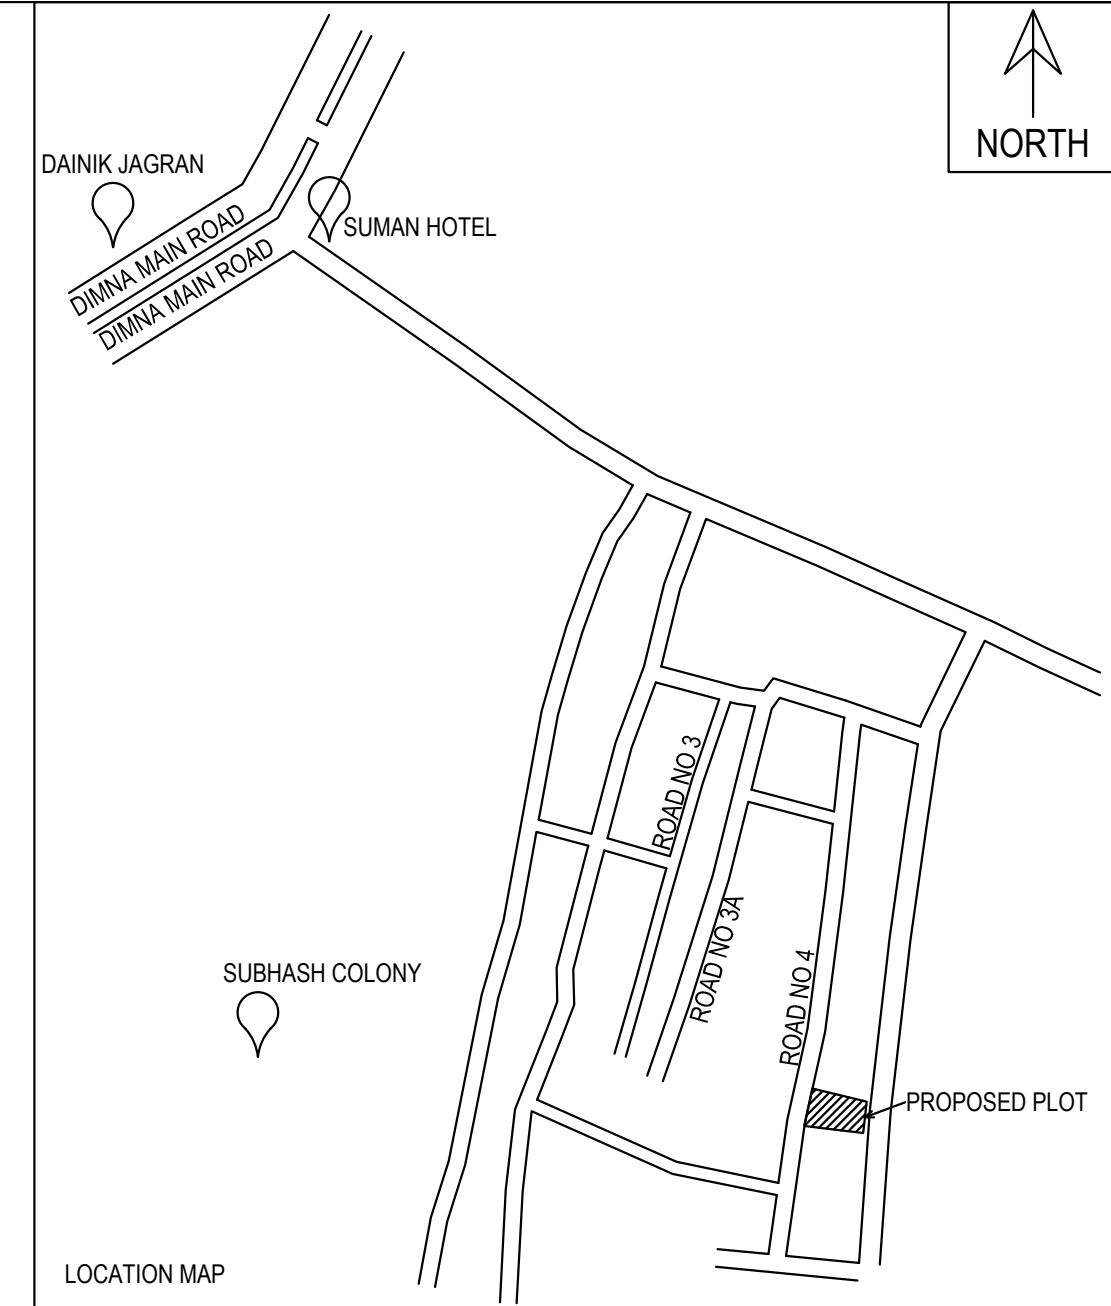 NORTH
DAINIK JAGRAN
SUMAN HOTEL
DIMNA MAIN ROAD
DIMNA MAIN ROAD
ROAD NO 3
ROAD NO 3A
ROAD NO 4
SUBHASH COLONY
PROPOSED PLOT
LOCATION MAP